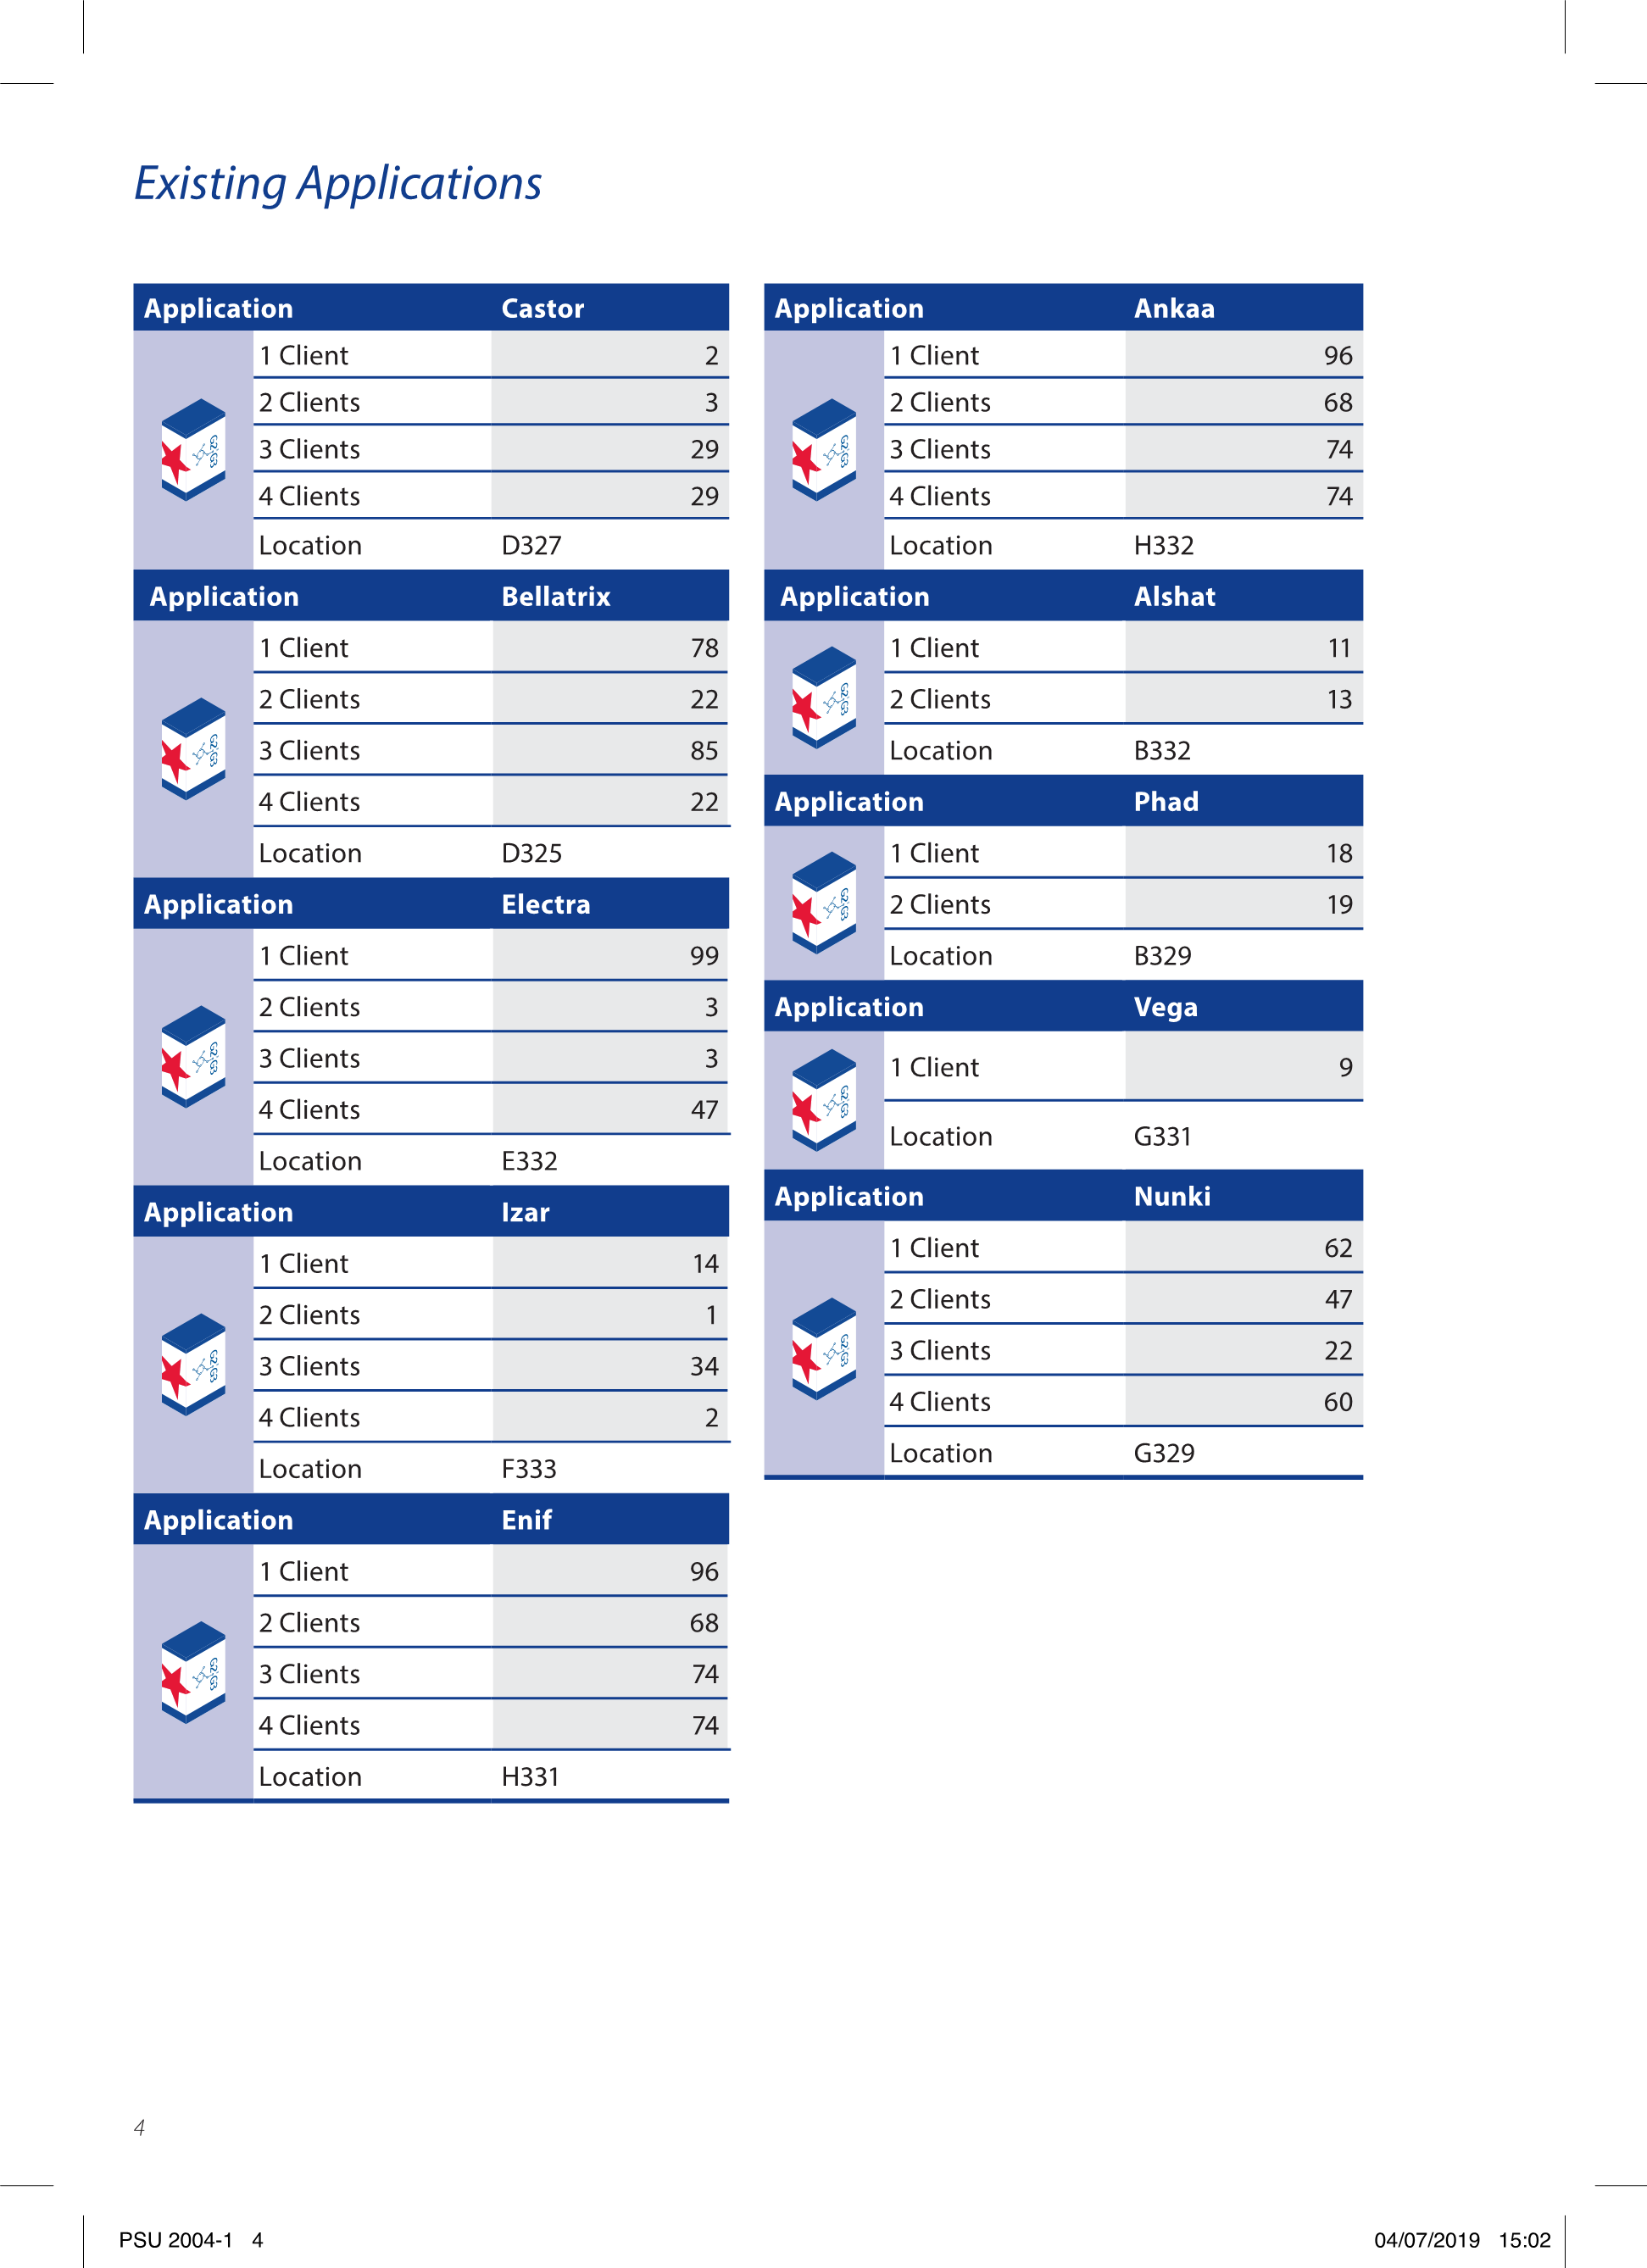 Existing Applications
Application Castor
1 Client 2
2 Clients 3
3 Clients 29
4 Clients 29
Location D327
Application Bellatrix
1 Client 78
2 Clients 22
3 Clients 85
4 Clients 22
Location D325
Application Electra
1 Client 99
2 Clients 3
3 Clients 3
4 Clients 47
Location E332
Application Izar
1 Client 14
2 Clients 1
3 Clients 34
4 Clients 2
Location F333
Application Enif
1 Client 96
2 Clients 68
3 Clients 74
4 Clients 74
Location H331
Application Ankaa
1 Client 96
2 Clients 68
3 Clients 74
4 Clients 74
Location H332
Application Alshat
1 Client 11
2 Clients 13
Location B332
Application Phad
1 Client 18
2 Clients 19
Location B329
Application Vega
1 Client 9
Location G331
Application Nunki
1 Client 62
2 Clients 47
3 Clients 22
4 Clients 60
Location G329
4
PSU 2004-1 4 04/07/2019 15:02